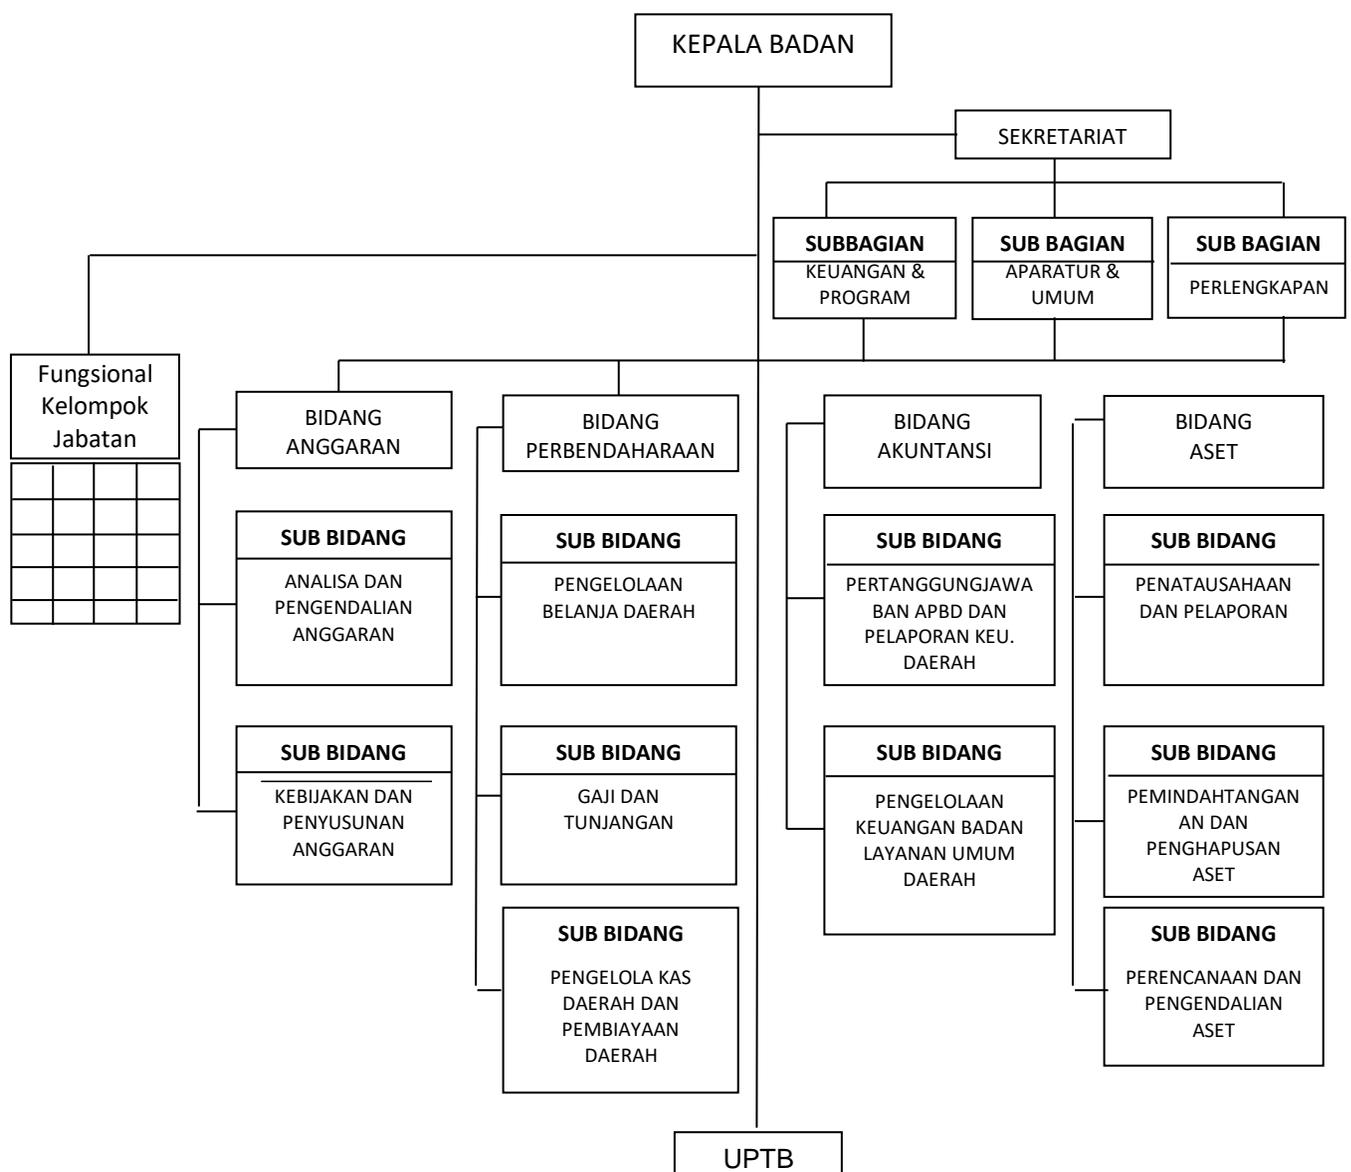 KEPALA BADAN
SEKRETARIAT
SUBBAGIAN
KEUANGAN &
PROGRAM
SUB BAGIAN
APARATUR &
UMUM
SUB BAGIAN
PERLENGKAPAN
Fungsional
Kelompok
Jabatan
BIDANG
ANGGARAN
SUB BIDANG
ANALISA DAN
PENGENDALIAN
ANGGARAN
SUB BIDANG
KEBIJAKAN DAN
PENYUSUNAN
ANGGARAN
BIDANG
PERBENDAHARAAN
SUB BIDANG
PENGELOLAAN
BELANJA DAERAH
SUB BIDANG
GAJI DAN
TUNJANGAN
SUB BIDANG
PENGELOLA KAS
DAERAH DAN
PEMBIAYAAN
DAERAH
BIDANG
AKUNTANSI
SUB BIDANG
PERTANGGUNGJAWA
BAN APBD DAN
PELAPORAN KEU.
DAERAH
SUB BIDANG
PENGELOLAAN
KEUANGAN BADAN
LAYANAN UMUM
DAERAH
BIDANG
ASET
SUB BIDANG
PENATAUSAHAAN
DAN PELAPORAN
SUB BIDANG
PEMINDAHTANGAN
AN DAN
PENGHAPUSAN
ASET
SUB BIDANG
PERENCANAAN DAN
PENGENDALIAN
ASET
UPTB